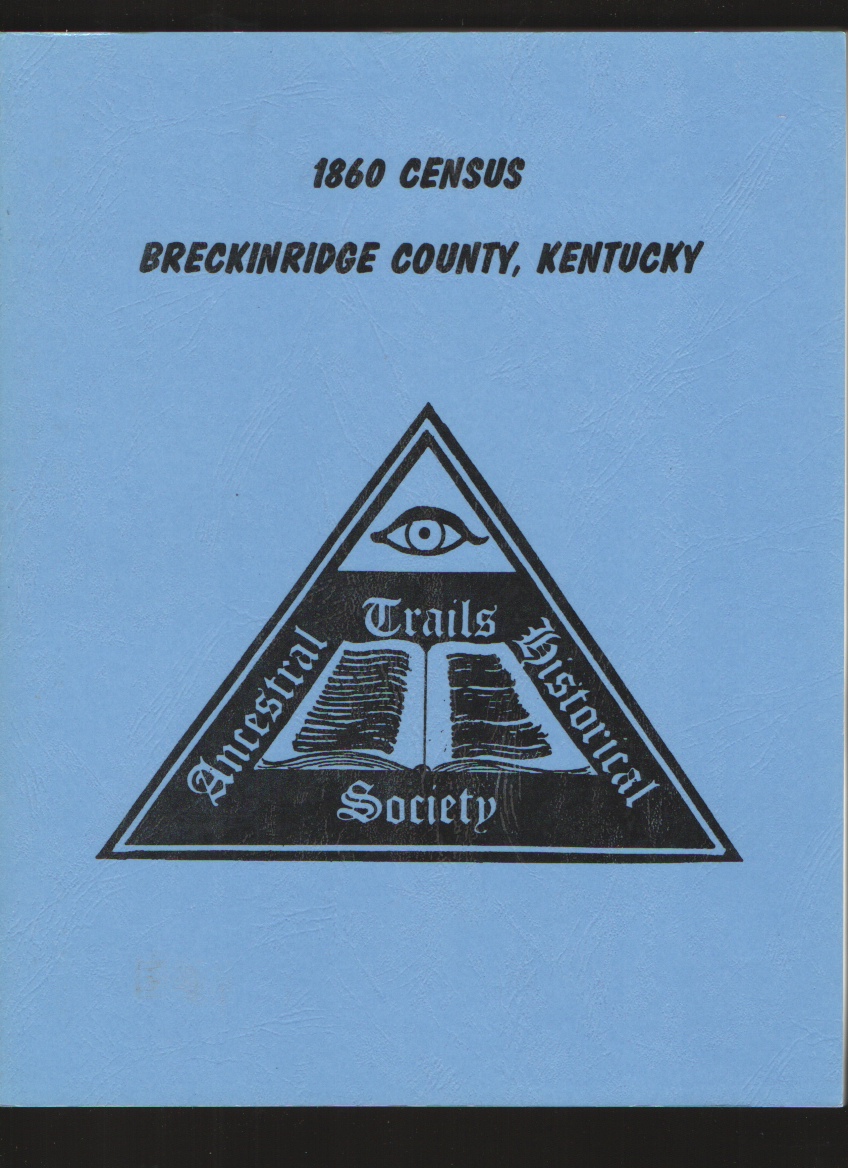 1860 CENSUS
BRECKINRIDGE COUNTY, KENTUCKY
Ancestral
Trails
Historical
Society